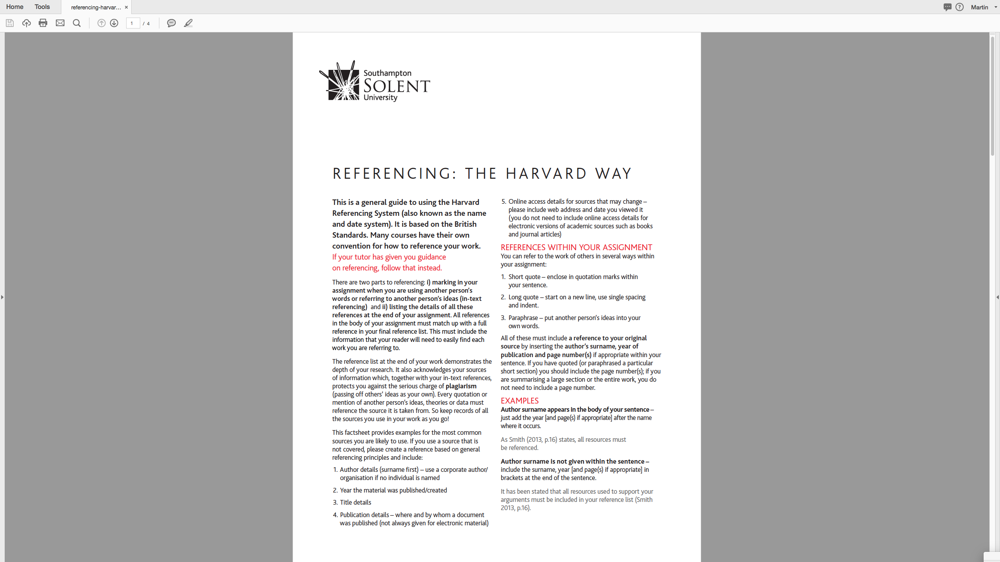 Home Tools referencing-harvar... × Martin
1 / 4
Southampton
SOLENT
University
REFERENCING: THE HARVARD WAY
This is a general guide to using the Harvard
Referencing System (also known as the name
and date system). It is based on the British
Standards. Many courses have their own
convention for how to reference your work.
If your tutor has given you guidance
on referencing, follow that instead.
There are two parts to referencing: i) marking in your
assignment when you are using another person's
words or referring to another person's ideas (in-text
referencing) and ii) listing the details of all these
references at the end of your assignment. All references
in the body of your assignment must match up with a full
reference in your final reference list. This must include the
information that your reader will need to easily find each
work you are referring to.
The reference list at the end of your work demonstrates the
depth of your research. It also acknowledges your sources
of information which, together with your in-text references,
protects you against the serious charge of plagiarism
(passing off others' ideas as your own). Every quotation or
mention of another person's ideas, theories or data must
reference the source it is taken from. So keep records of all
the sources you use in your work as you go!
This factsheet provides examples for the most common
sources you are likely to use. If you use a source that is
not covered, please create a reference based on general
referencing principles and include:
1. Author details (surname first) – use a corporate author/
organisation if no individual is named
2. Year the material was published/created
3. Title details
4. Publication details – where and by whom a document
was published (not always given for electronic material)
5. Online access details for sources that may change –
please include web address and date you viewed it
(you do not need to include online access details for
electronic versions of academic sources such as books
and journal articles)
REFERENCES WITHIN YOUR ASSIGNMENT
You can refer to the work of others in several ways within
your assignment:
1. Short quote – enclose in quotation marks within
your sentence.
2. Long quote – start on a new line, use single spacing
and indent.
3. Paraphrase – put another person's ideas into your
own words.
All of these must include a reference to your original
source by inserting the author's surname, year of
publication and page number(s) if appropriate within your
sentence. If you have quoted (or paraphrased a particular
short section) you should include the page number(s); if you
are summarising a large section or the entire work, you do
not need to include a page number.
EXAMPLES
Author surname appears in the body of your sentence –
just add the year [and page(s) if appropriate] after the name
where it occurs.
As Smith (2013, p.16) states, all resources must
be referenced.
Author surname is not given within the sentence –
include the surname, year [and page(s) if appropriate] in
brackets at the end of the sentence.
It has been stated that all resources used to support your
arguments must be included in your reference list (Smith
2013, p.16).